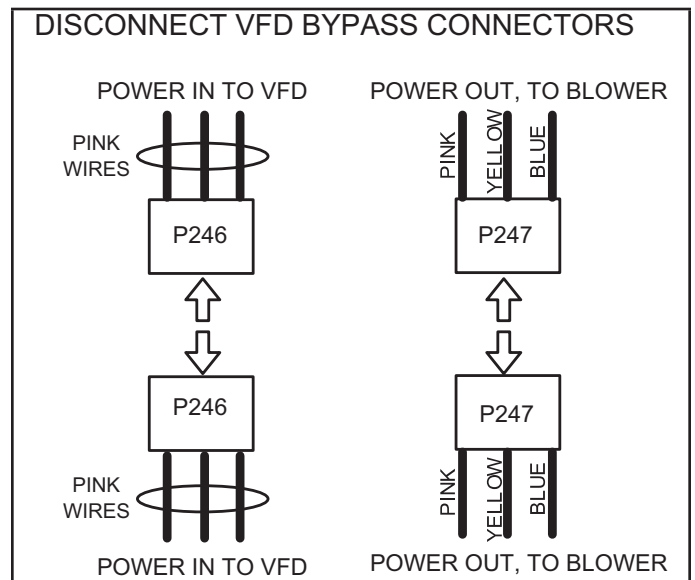 DISCONNECT VFD BYPASS CONNECTORS
POWER IN TO VFD
PINK
WIRES
P246
P246
PINK
WIRES
POWER IN TO VFD
POWER OUT, TO BLOWER
PINK
YELLOW
BLUE
P247
P247
PINK
YELLOW
BLUE
POWER OUT, TO BLOWER